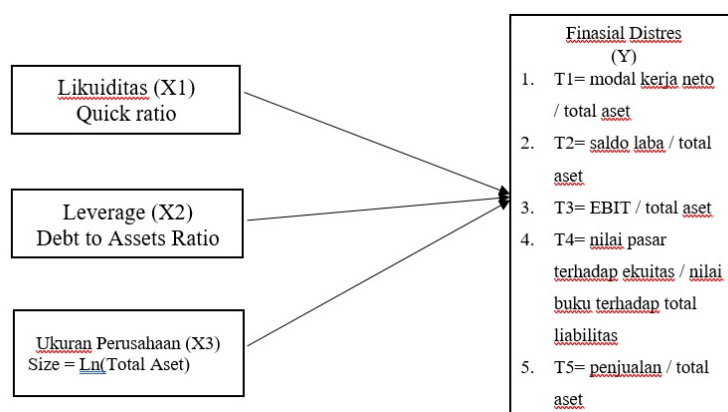 Likuiditas (X1)
Quick ratio
Leverage (X2)
Debt to Assets Ratio
Ukuran Perusahaan (X3)
Size = Ln(Total Aset)
Finasial Distres
(Y)
1. T1= modal kerja neto
/ total aset
2. T2= saldo laba / total
aset
3. T3= EBIT / total aset
4. T4= nilai pasar
terhadap ekuitas / nilai
buku terhadap total
liabilitas
5. T5= penjualan / total
aset